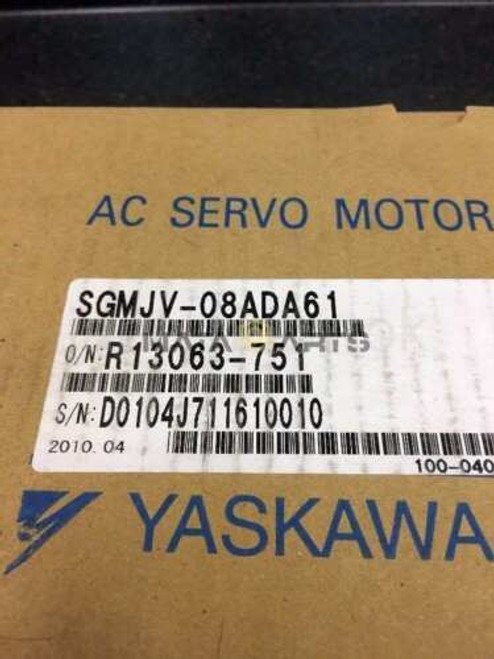 AC SERVO MOTOR
SGMJV-08ADA61
O/N: R13063-751
S/N: D0104J711610010
2010. 04
100-040
YASKAWA